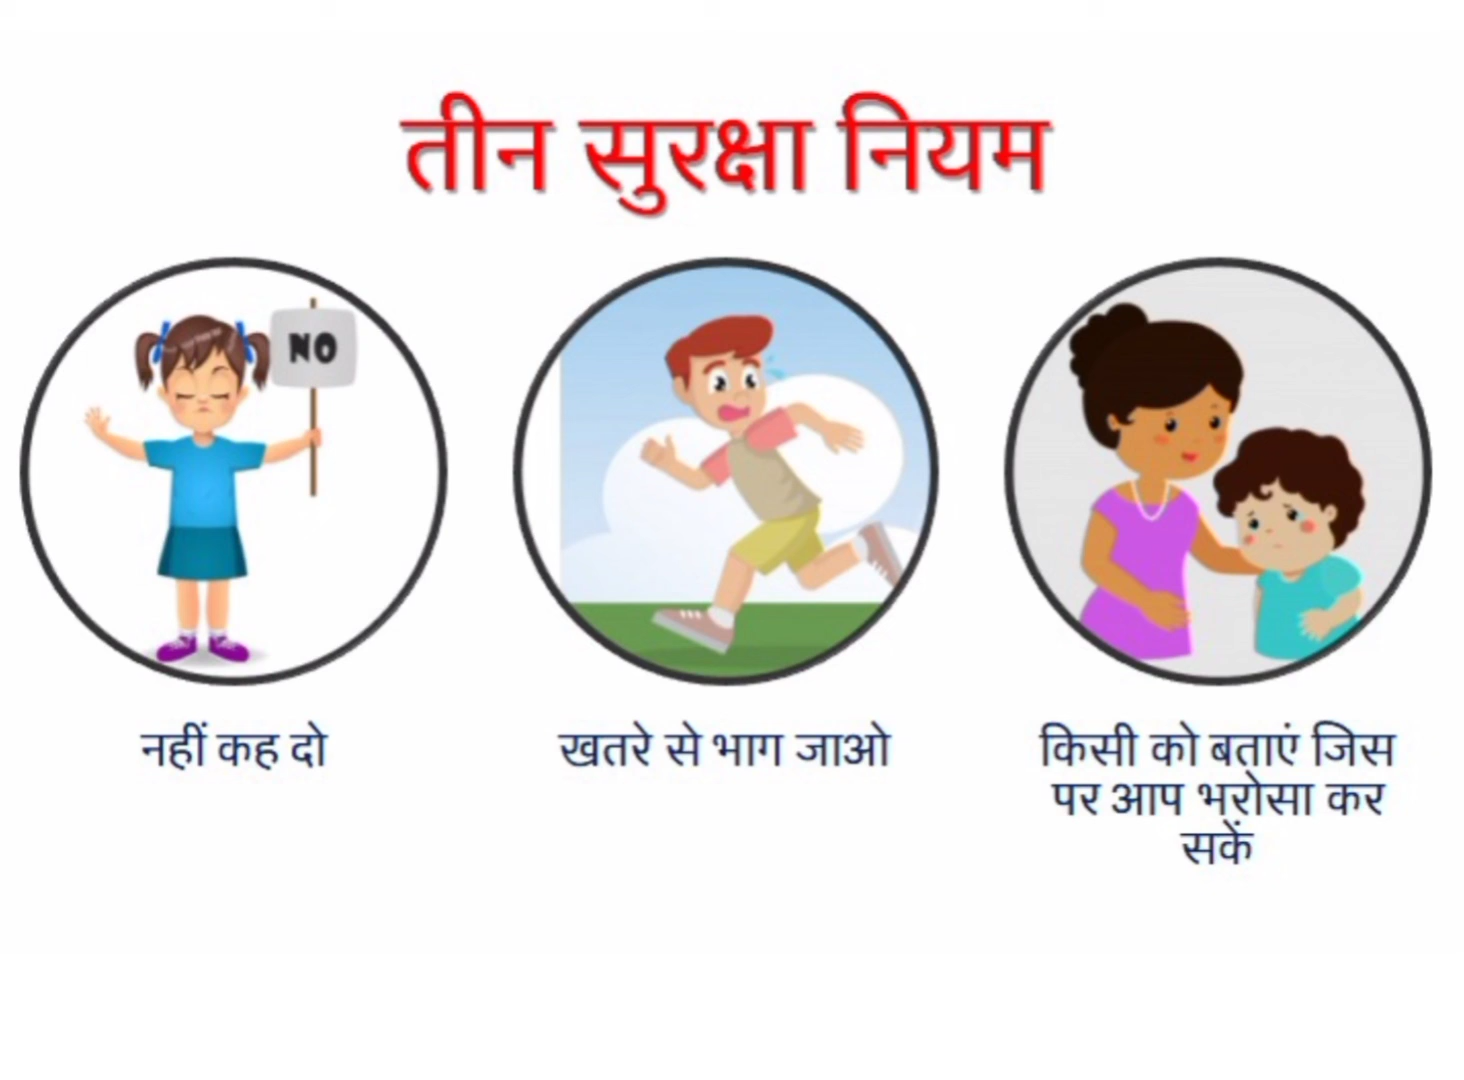 तीन सुरक्षा नियम
NO
नहीं कह दो
खतरे से भाग जाओ
किसी को बताएं जिस
पर आप भरोसा कर
सकें